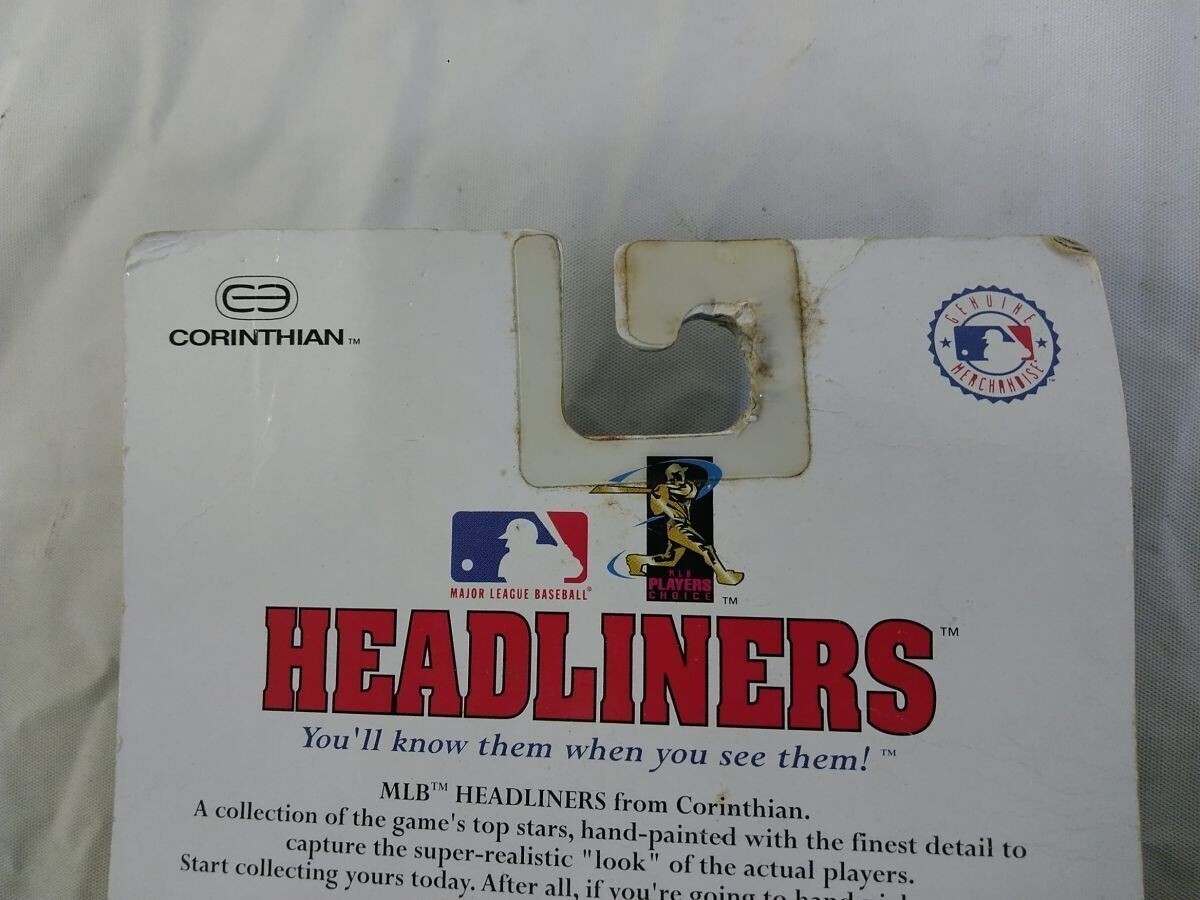 CORINTHIAN™
GENUINE
MERCHANDISE™
MAJOR LEAGUE BASEBALL®
MLB
PLAYERS
CHOICE ™
HEADLINERS™
You'll know them when you see them! ™
MLB™ HEADLINERS from Corinthian.
A collection of the game's top stars, hand-painted with the finest detail to
capture the super-realistic "look" of the actual players.
Start collecting yours today. After all, if you're going to hand